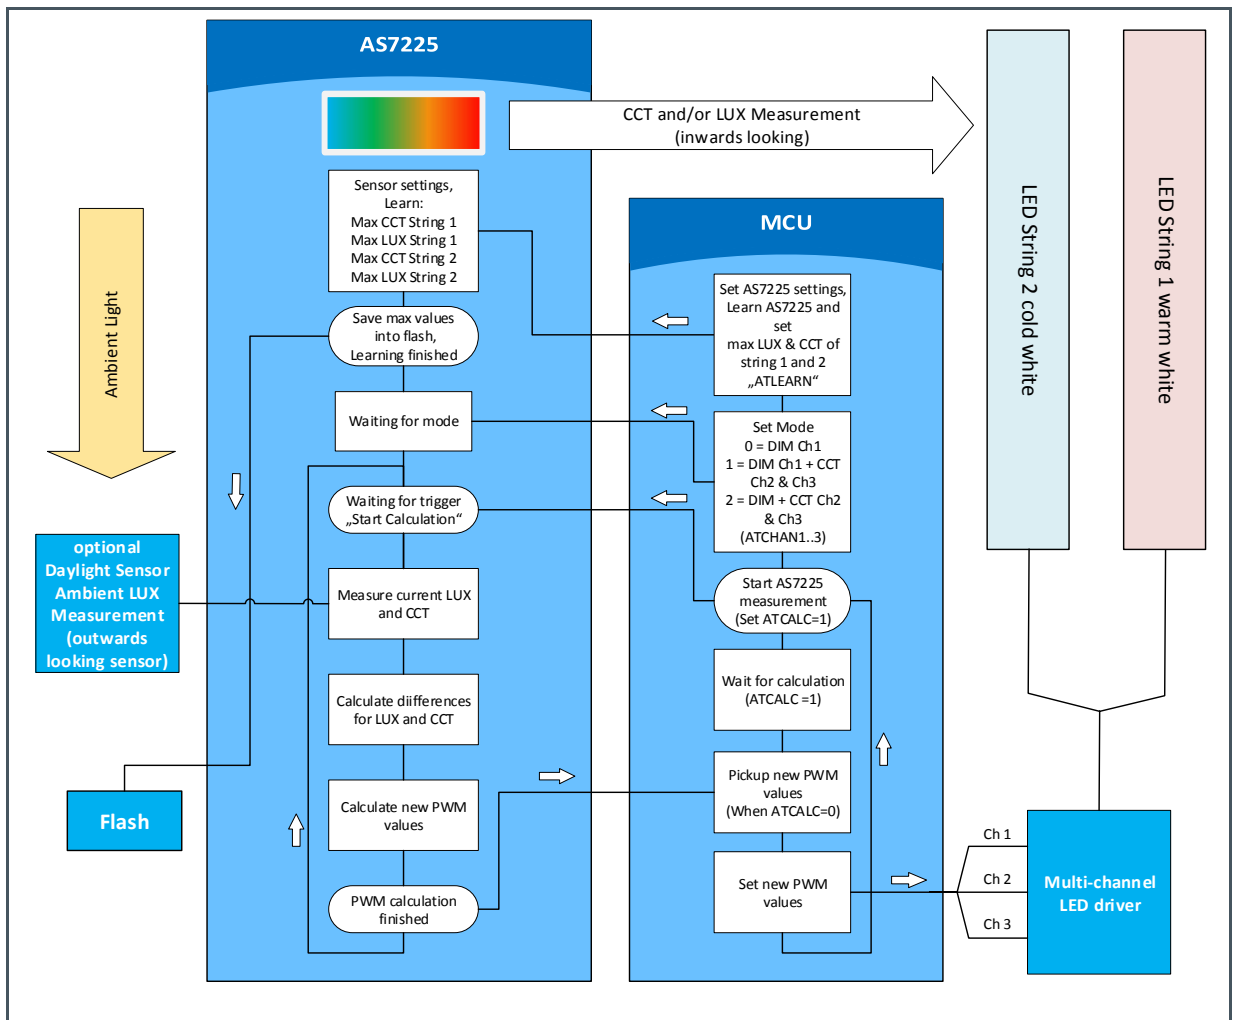 AS7225
CCT and/or LUX Measurement
(inwards looking)
Sensor settings,
Learn:
Max CCT String 1
Max LUX String 1
Max CCT String 2
Max LUX String 2
Save max values
into flash,
Learning finished
Waiting for mode
Waiting for trigger
„Start Calculation“
Measure current LUX
and CCT
Calculate diifferences
for LUX and CCT
Calculate new PWM
values
PWM calculation
finished
Ambient Light
optional
Daylight Sensor
Ambient LUX
Measurement
(outwards
looking sensor)
Flash
MCU
Set AS7225 settings,
Learn AS7225 and
set
max LUX & CCT of
string 1 and 2
„ATLEARN“
Set Mode
0 = DIM Ch1
1 = DIM Ch1 + CCT
Ch2 & Ch3
2 = DIM + CCT Ch2
& Ch3
(ATCHAN1..3)
Start AS7225
measurement
(Set ATCALC=1)
Wait for calculation
(ATCALC =1)
Pickup new PWM
values
(When ATCALC=0)
Set new PWM
values
LED String 2 cold white
LED String 1 warm white
Ch 1
Ch 2
Ch 3
Multi-channel
LED driver